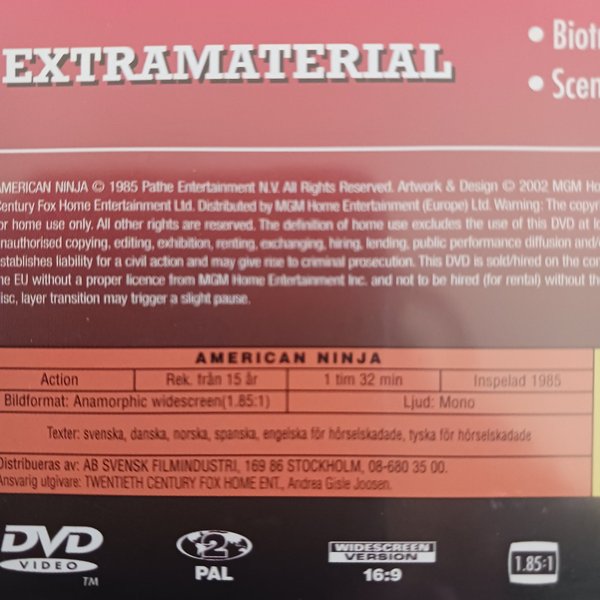 EXTRAMATERIAL
• Biotr
• Scen
AMERICAN NINJA © 1985 Pathe Entertainment N.V. All Rights Reserved. Artwork & Design © 2002 MGM Ho
Century Fox Home Entertainment Ltd. Distributed by MGM Home Entertainment (Europe) Ltd. Warning: The copyr
or home use only. All other rights are reserved. The definition of home use excludes the use of this DVD at lo
nauthorised copying, editing, exhibition, renting, exchanging, hiring, lending, public performance diffusion and/
stablishes liability for a civil action and may give rise to criminal prosecution. This DVD is sold/hired on the con
he EU without a proper licence from MGM Home Entertainment Inc. and not to be hired (for rental) without the
isc, layer transition may trigger a slight pause.
AMERICAN NINJA
Action Rek. från 15 år 1 tim 32 min Inspelad 1985
Bildformat: Anamorphic widescreen(1.85:1) Ljud: Mono
Texter: svenska, danska, norska, spanska, engelska för hörselskadade, tyska för hörselskadade
Distribueras av: AB SVENSK FILMINDUSTRI, 169 86 STOCKHOLM, 08-680 35 00.
Ansvarig utgivare: TWENTIETH CENTURY FOX HOME ENT., Andrea Gisle Joosen.
DVD
VIDEO
TM
2
PAL
WIDESCREEN
VERSION
16:9
1.85:1